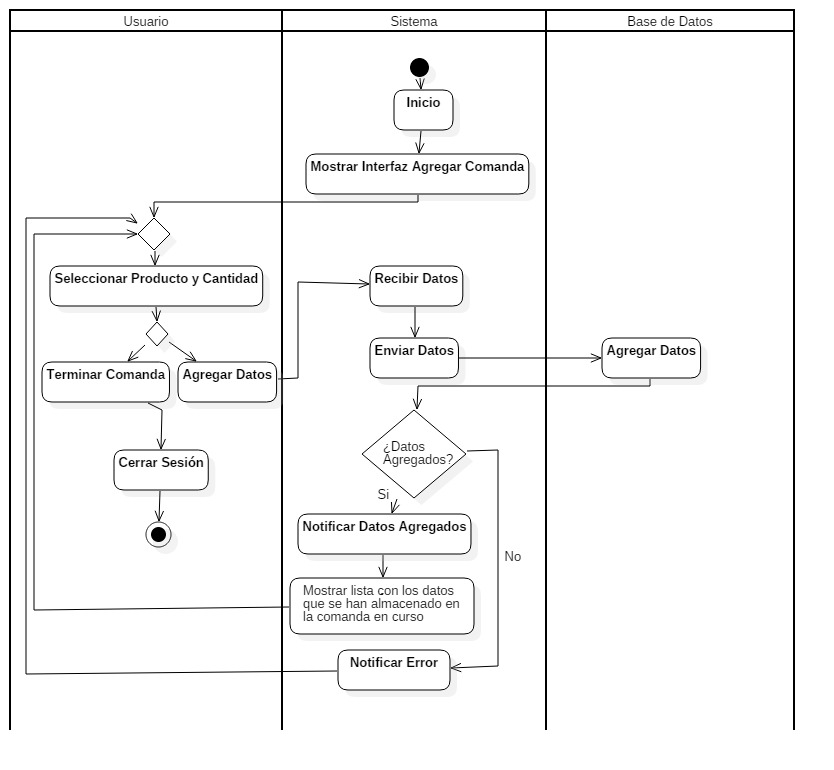 Usuario
Sistema
Base de Datos
Inicio
Mostrar Interfaz Agregar Comanda
Seleccionar Producto y Cantidad
Recibir Datos
Terminar Comanda
Agregar Datos
Enviar Datos
Agregar Datos
Cerrar Sesión
¿Datos
Agregados?
Si
Notificar Datos Agregados
No
Mostrar lista con los datos
que se han almacenado en
la comanda en curso
Notificar Error